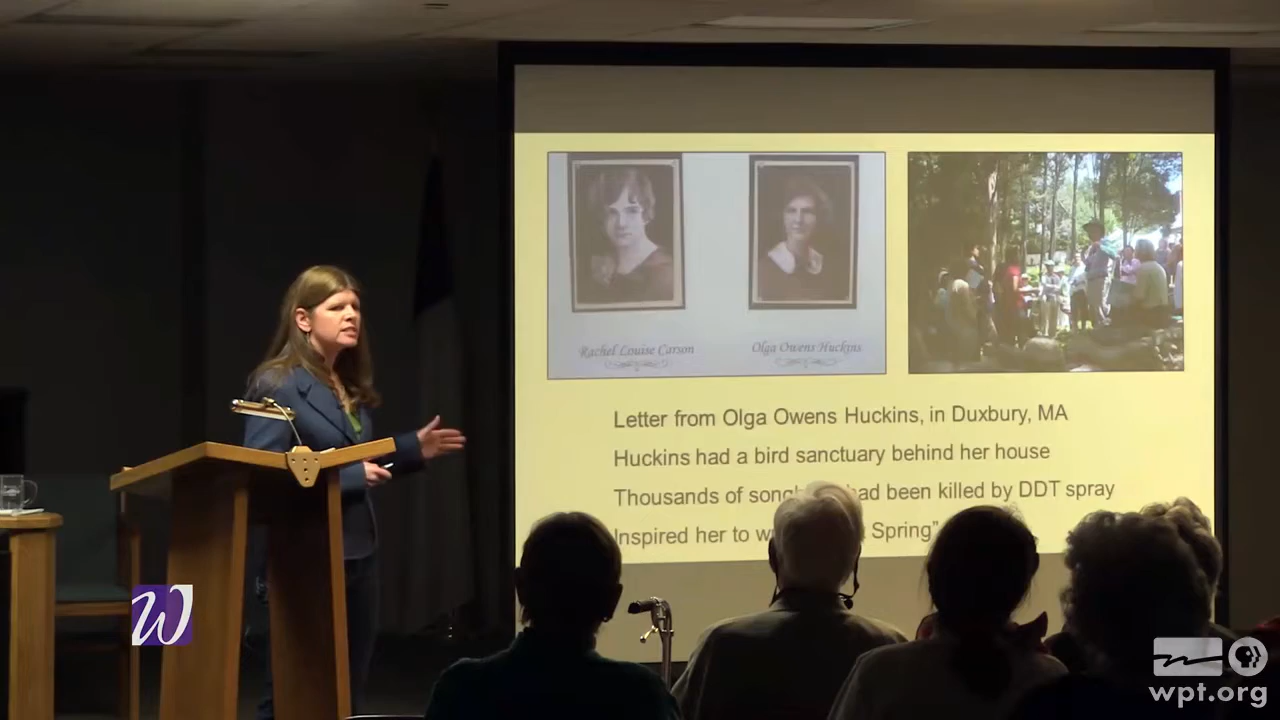 Rachel Louise Carson
Olga Owens Huckins
Letter from Olga Owens Huckins, in Duxbury, MA
Huckins had a bird sanctuary behind her house
Thousands of had been killed by DDT spray
Inspired her to Spring"
W
wpt.org